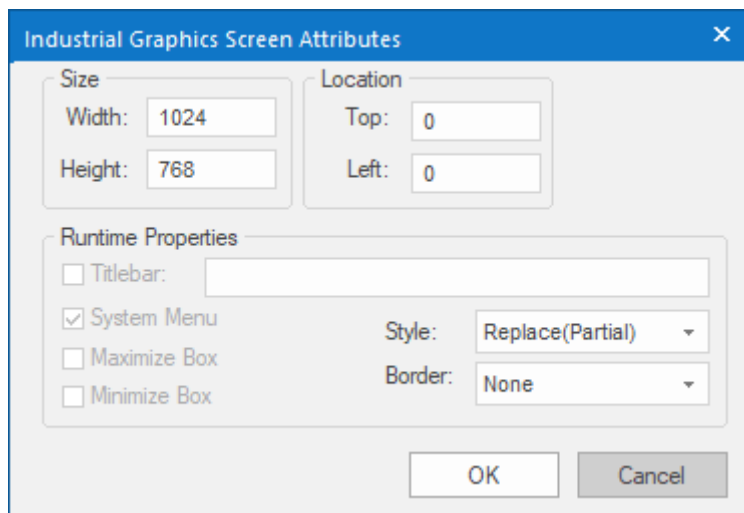 Industrial Graphics Screen Attributes
Size
Width: 1024
Height: 768
Location
Top: 0
Left: 0
Runtime Properties
Titlebar:
System Menu
Maximize Box
Minimize Box
Style: Replace(Partial)
Border: None
OK
Cancel